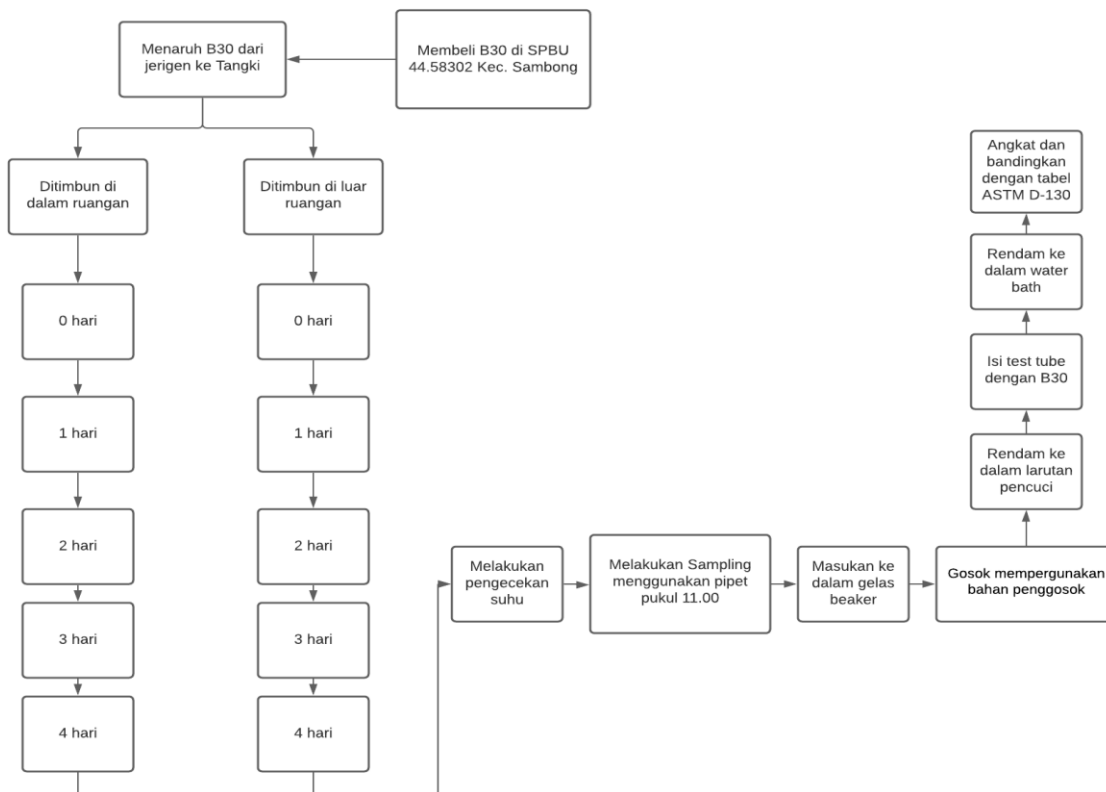 Membeli B30 di SPBU
44.58302 Kec. Sambong
Menaruh B30 dari
jerigen ke Tangki
Ditimbun di
dalam ruangan
0 hari
1 hari
2 hari
3 hari
4 hari
Ditimbun di luar
ruangan
0 hari
1 hari
2 hari
3 hari
4 hari
Melakukan
pengecekan
suhu
Melakukan Sampling
menggunakan pipet
pukul 11.00
Masukan ke
dalam gelas
beaker
Gosok mempergunakan
bahan penggosok
Rendam ke
dalam larutan
pencuci
Isi test tube
dengan B30
Rendam ke
dalam water
bath
Angkat dan
bandingkan
dengan tabel
ASTM D-130